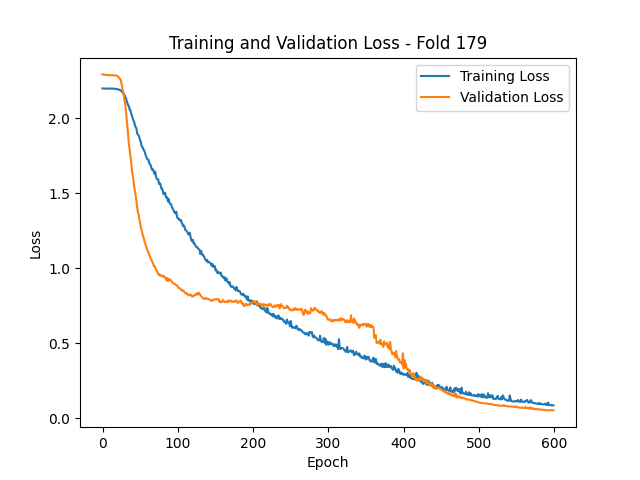 Training and Validation Loss - Fold 179
Training Loss
Validation Loss
Loss
2.0
1.5
1.0
0.5
0.0
0 100 200 300 400 500 600
Epoch